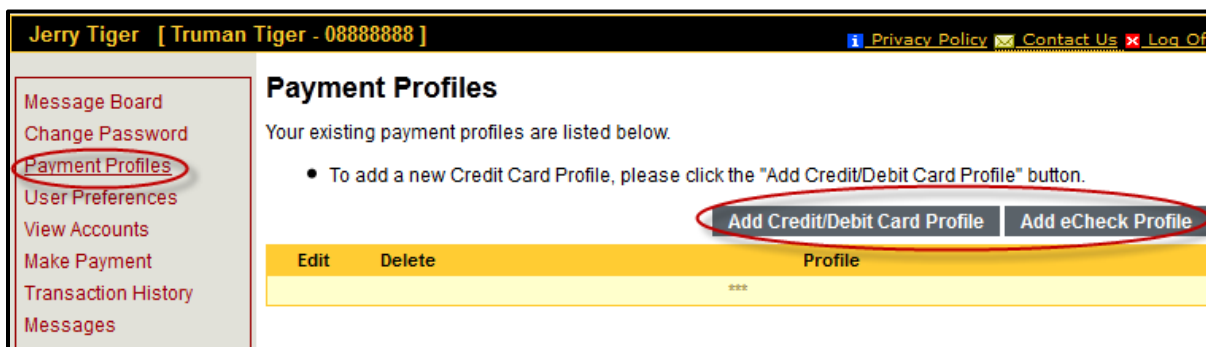 Jerry Tiger [ Truman Tiger - 08888888 ]
Privacy Policy Contact Us Log Of
Message Board
Change Password
Payment Profiles
User Preferences
View Accounts
Make Payment
Transaction History
Messages
Payment Profiles
Your existing payment profiles are listed below.
• To add a new Credit Card Profile, please click the "Add Credit/Debit Card Profile" button.
Add Credit/Debit Card Profile Add eCheck Profile
Edit Delete Profile
***